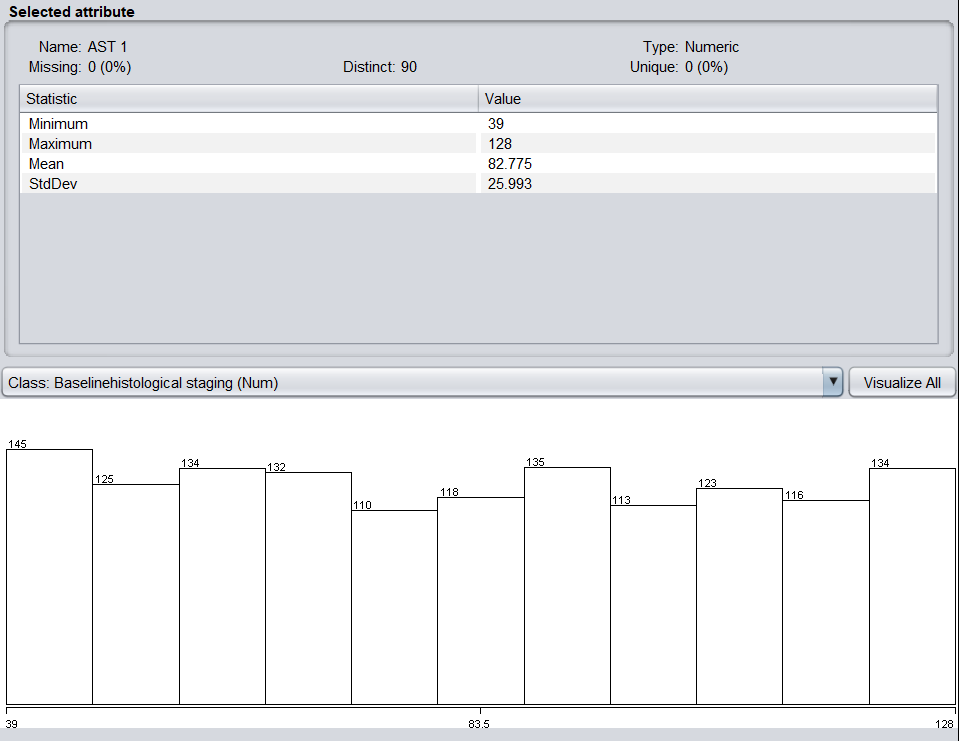 Selected attribute
Name: AST 1 Type: Numeric
Missing: 0 (0%) Distinct: 90 Unique: 0 (0%)
Statistic Value
Minimum 39
Maximum 128
Mean 82.775
StdDev 25.993
Class: Baselinehistological staging (Num) Visualize All
145 125 134 132 110 118 135 113 123 116 134
39 83.5 128